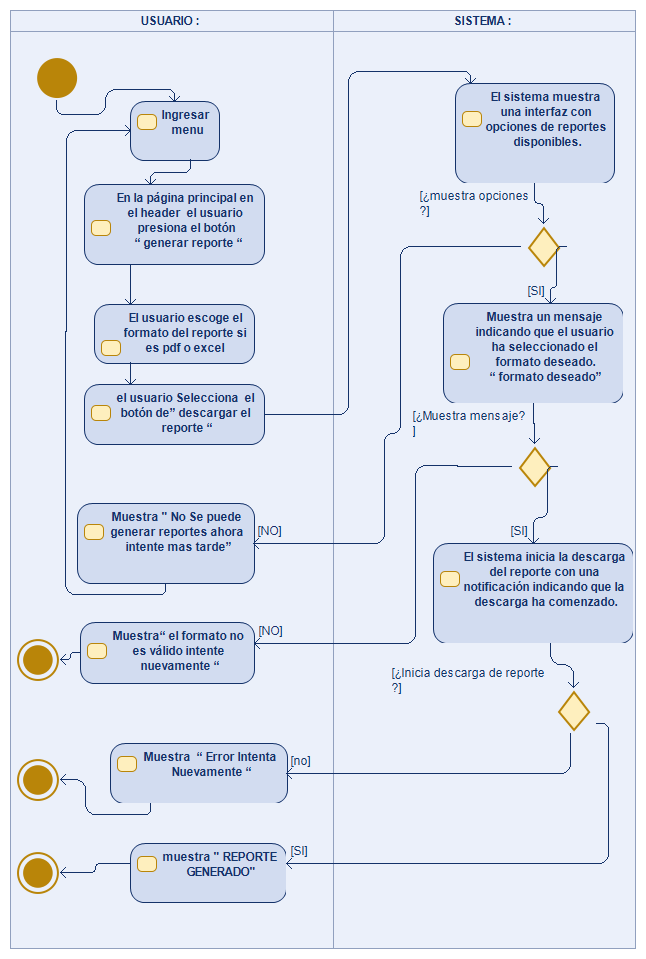 USUARIO :
SISTEMA :
Ingresar
menu
En la página principal en
el header el usuario
presiona el botón
“ generar reporte “
El usuario escoge el
formato del reporte si
es pdf o excel
el usuario Selecciona el
botón de” descargar el
reporte “
Muestra " No Se puede
generar reportes ahora
intente mas tarde”
[NO]
Muestra“ el formato no
es válido intente
nuevamente “
[NO]
Muestra “ Error Intenta
Nuevamente “
[no]
muestra " REPORTE
GENERADO"
[SI]
El sistema muestra
una interfaz con
opciones de reportes
disponibles.
[¿muestra opciones
?]
[SI]
Muestra un mensaje
indicando que el usuario
ha seleccionado el
formato deseado.
“ formato deseado”
[¿Muestra mensaje?
]
[SI]
El sistema inicia la descarga
del reporte con una
notificación indicando que la
descarga ha comenzado.
[¿Inicia descarga de reporte
?]